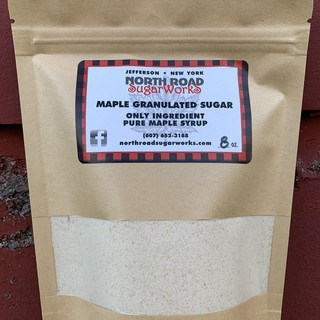 JEFFERSON • NEW YORK
NORTH ROAD
SugarWorkS
MAPLE GRANULATED SUGAR
ONLY INGREDIENT
PURE MAPLE SYRUP
(607) 652-3188
northroadsugarworks.com
f
8 oz.